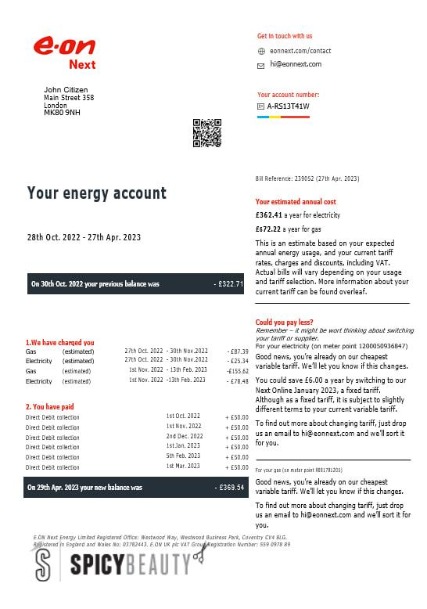 e·on
Next
John Citizen
Main Street 358
London
MK80 9NH
Get in touch with us
eonnext.com/contact
hi@eonnext.com
Your account number:
A-RS13T41W
Bill Reference: 239052 (27th Apr, 2023)
Your energy account
28th Oct. 2022 - 27th Apr. 2023
On 30th Oct. 2022 your previous balance was - £322.71
1.We have charged you
Gas (estimated) 27th Oct. 2022 - 30th Nov.2022 - £87.39
Electricity (estimated) 27th Oct. 2022 - 30th Nov.2022 - £25.34
Gas (estimated) 1st Nov. 2022 -13th Feb. 2023 -£155.62
Electricity (estimated) 1st Nov. 2022 -13th Feb. 2023 - £78.48
2. You have paid
Direct Debit collection 1st Oct. 2022 + £50.00
Direct Debit collection 1st Nov. 2022 + £50.00
Direct Debit collection 2nd Dec. 2022 + £50.00
Direct Debit collection 1st Jan. 2023 + £50.00
Direct Debit collection 5th Feb. 2023 + £50.00
Direct Debit collection 1st Mar. 2023 + £50.00
On 29th Apr. 2023 your new balance was - £369.54
Your estimated annual cost
£362.41 a year for electricity
£672.22 a year for gas
This is an estimate based on your expected
annual energy usage, and your current tariff
rates, charges and discounts, including VAT.
Actual bills will vary depending on your usage
and tariff selection. More information about your
current tariff can be found overleaf.
Could you pay less?
Remember – it might be wort thinking about switching
your tariff or supplier.
For your electricity (on meter point 1200050936847)
Good news, you're already on our cheapest
variable tariff. We'll let you know if this changes.
You could save £6.00 a year by switching to our
Next Online January 2023, a fixed tariff.
Although as a fixed tariff, it is subject to slightly
different terms to your current variable tariff.
To find out more about changing tariff, just drop
us an email to hi@eonnext.com and we'll sort it
for you.
For your gas (on meter point
Good news, you're already on our cheapest
variable tariff. We'll let you know if this changes.
To find out more about changing tariff, just drop
us an email to hi@eonnext.com and we'll sort it for
you.
E·ON Next Energy Limited Registered Office: Westwood Way, Westwood Business Park, Coventry CV4 8LG.
Registered in England and Wales No: 03782443. E.ON UK plc VAT Group Registration Number: 559 0978 89
S SPICYBEAUTY